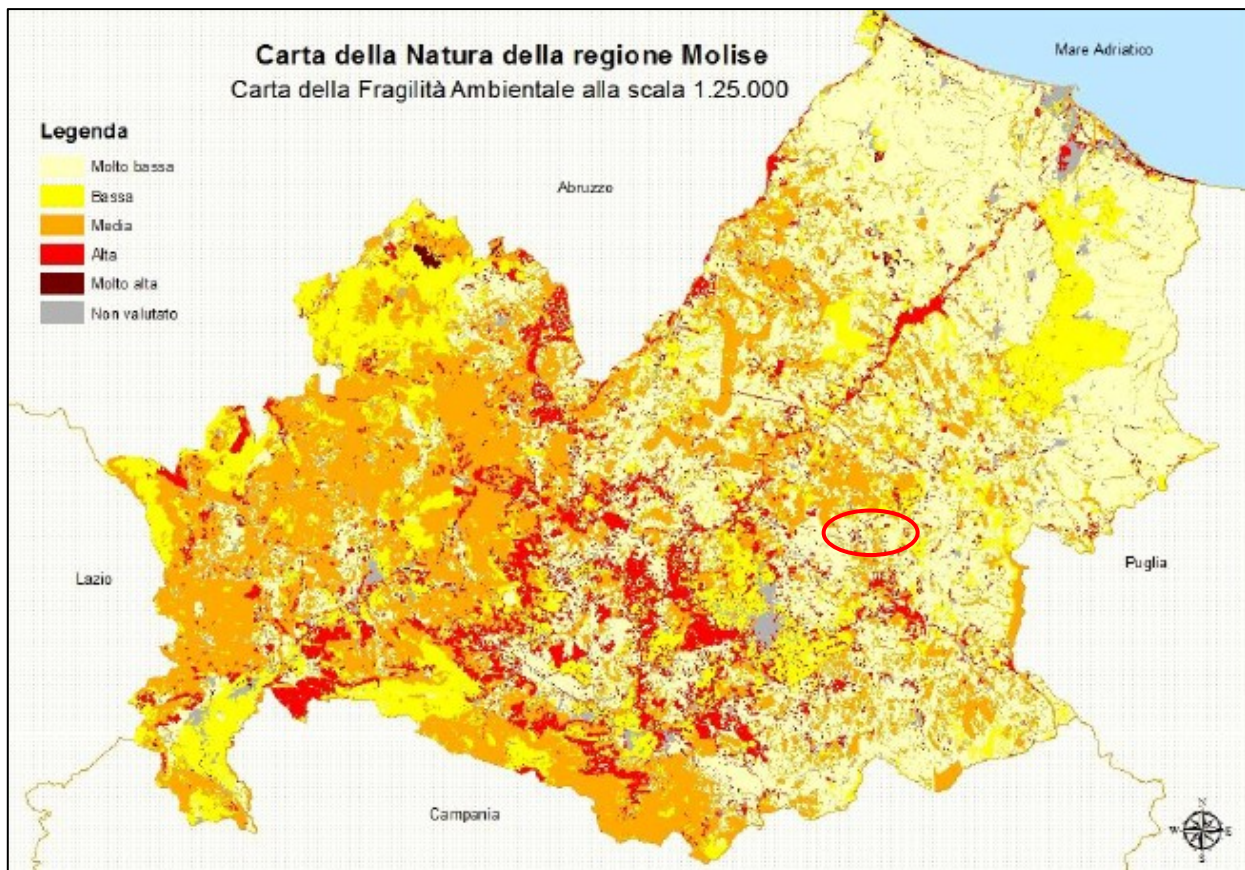 Carta della Natura della regione Molise
Carta della Fragilità Ambientale alla scala 1.25.000
Mare Adriatico
Legenda
Molto bassa
Bassa
Media
Alta
Molto alta
Non valutato
Abruzzo
Lazio
Puglia
Campania
N
W
E
S